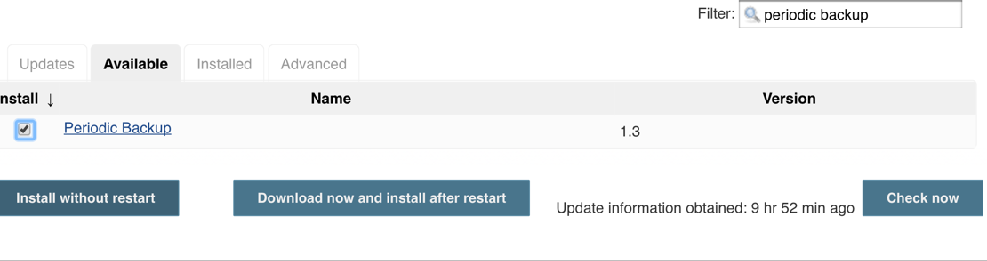 Filter: periodic backup
Updates Available Installed Advanced
nstall ↓ Name Version
Periodic Backup 1.3
Install without restart Download now and install after restart Update information obtained: 9 hr 52 min ago Check now